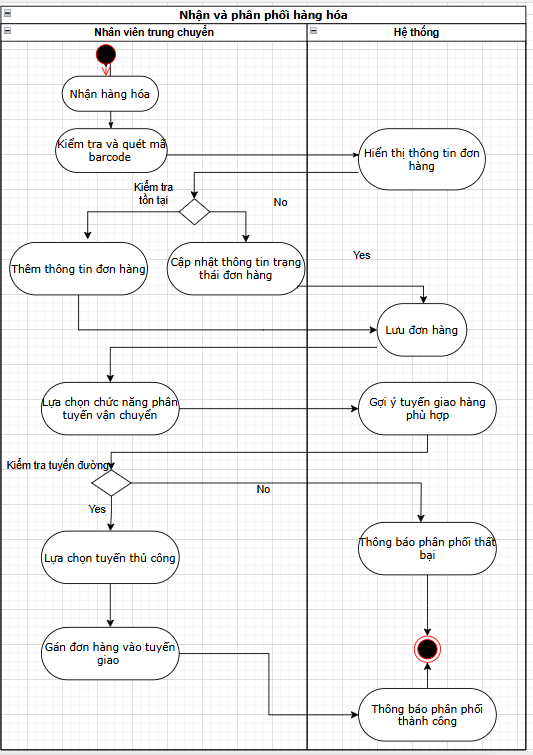 Nhận và phân phối hàng hóa
Nhân viên trung chuyển
Hệ thống
Nhận hàng hóa
Kiểm tra và quét mã
barcode
Hiển thị thông tin đơn
hàng
Kiểm tra
tồn tại
No
Thêm thông tin đơn hàng
Cập nhật thông tin trạng
thái đơn hàng
Yes
Lưu đơn hàng
Lựa chọn chức năng phân
tuyến vận chuyển
Gợi ý tuyến giao hàng
phù hợp
Kiểm tra tuyến đường
No
Yes
Thông báo phân phối thất
bại
Lựa chọn tuyến thủ công
Gán đơn hàng vào tuyến
giao
Thông báo phân phối
thành công